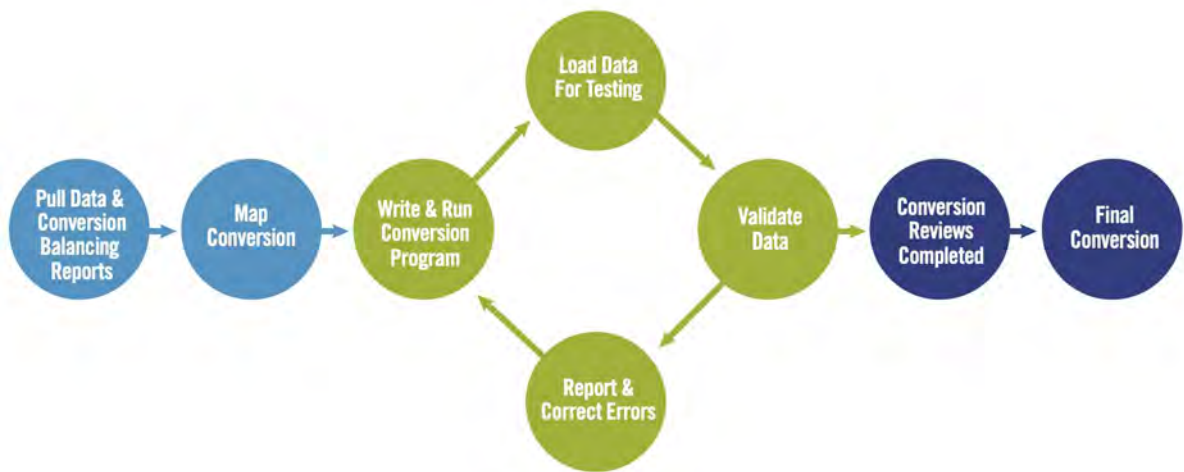 Pull Data &
Conversion
Balancing
Reports
Map
Conversion
Write & Run
Conversion
Program
Load Data
For Testing
Validate
Data
Report &
Correct Errors
Conversion
Reviews
Completed
Final
Conversion